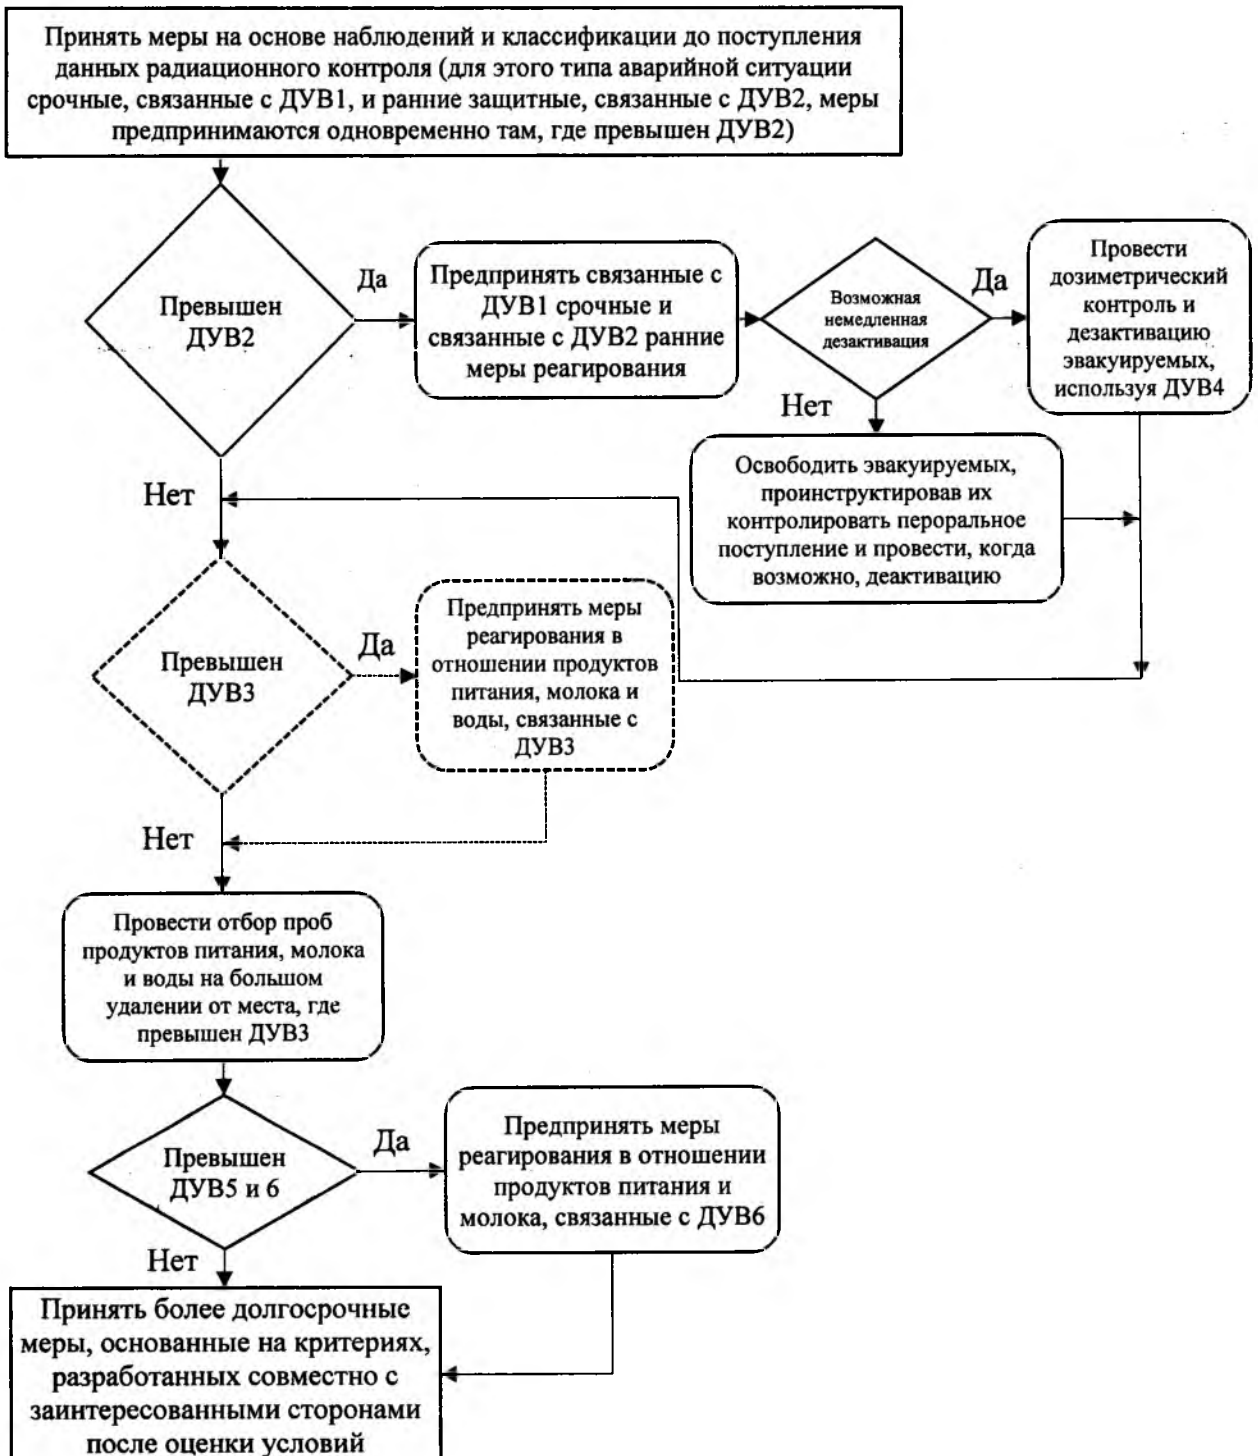 Принять меры на основе наблюдений и классификации до поступления
данных радиационного контроля (для этого типа аварийной ситуации
срочные, связанные с ДУВ1, и ранние защитные, связанные с ДУВ2, меры
предпринимаются одновременно там, где превышен ДУВ2)
Превышен
ДУВ2
Да
Предпринять связанные с
ДУВ1 срочные и
связанные с ДУВ2 ранние
меры реагирования
Возможная
немедленная
дезактивация
Да
Провести
дозиметрический
контроль и
дезактивацию
эвакуируемых,
используя ДУВ4
Нет
Освободить эвакуируемых,
проинструктировав их
контролировать пероральное
поступление и провести, когда
возможно, деактивацию
Нет
Превышен
ДУВ3
Да
Предпринять меры
реагирования в
отношении продуктов
питания, молока и
воды, связанные с
ДУВ3
Нет
Провести отбор проб
продуктов питания, молока
и воды на большом
удалении от места, где
превышен ДУВ3
Превышен
ДУВ5 и 6
Да
Предпринять меры
реагирования в отношении
продуктов питания и
молока, связанные с ДУВ6
Нет
Принять более долгосрочные
меры, основанные на критериях,
разработанных совместно с
заинтересованными сторонами
после оценки условий